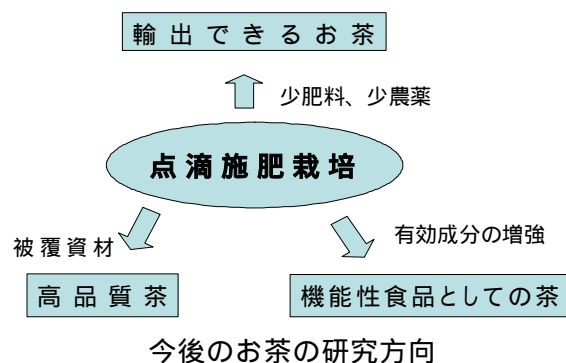 輸出できるお茶
少肥料、少農薬
点滴施肥栽培
被覆資材
有効成分の増強
高品質茶
機能性食品としての茶
今後のお茶の研究方向